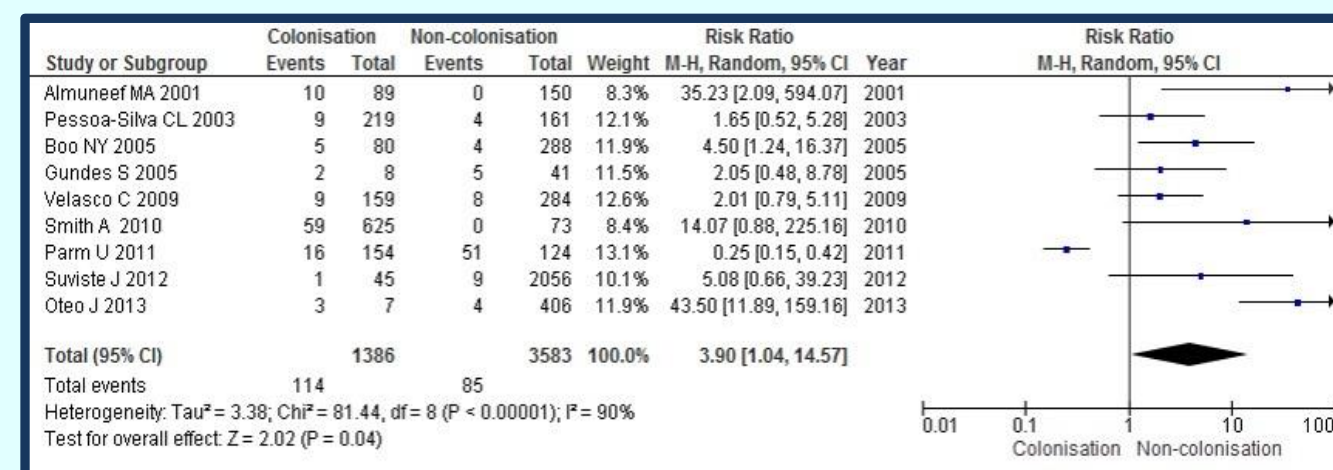 Colonisation Non-colonisation Risk Ratio Risk Ratio
Study or Subgroup Events Total Events Total Weight M-H, Random, 95% CI Year M-H, Random, 95% CI
Almuneef MA 2001 10 89 0 150 8.3% 35.23 [2.09, 594.07] 2001
Pessoa-Silva CL 2003 9 219 4 161 12.1% 1.65 [0.52, 5.28] 2003
Boo NY 2005 5 80 4 288 11.9% 4.50 [1.24, 16.37] 2005
Gundes S 2005 2 8 5 41 11.5% 2.05 [0.48, 8.78] 2005
Velasco C 2009 9 159 8 284 12.6% 2.01 [0.79, 5.11] 2009
Smith A 2010 59 625 0 73 8.4% 14.07 [0.88, 225.16] 2010
Parm U 2011 16 154 51 124 13.1% 0.25 [0.15, 0.42] 2011
Suviste J 2012 1 45 9 2056 10.1% 5.08 [0.66, 39.23] 2012
Oteo J 2013 3 7 4 406 11.9% 43.50 [11.89, 159.16] 2013
Total (95% CI) 1386 3583 100.0% 3.90 [1.04, 14.57]
Total events 114 85
Heterogeneity: Tau² = 3.38; Chi² = 81.44, df = 8 (P < 0.00001); I² = 90%
Test for overall effect: Z = 2.02 (P = 0.04)
0.01 0.1 1 10 100
Colonisation Non-colonisation